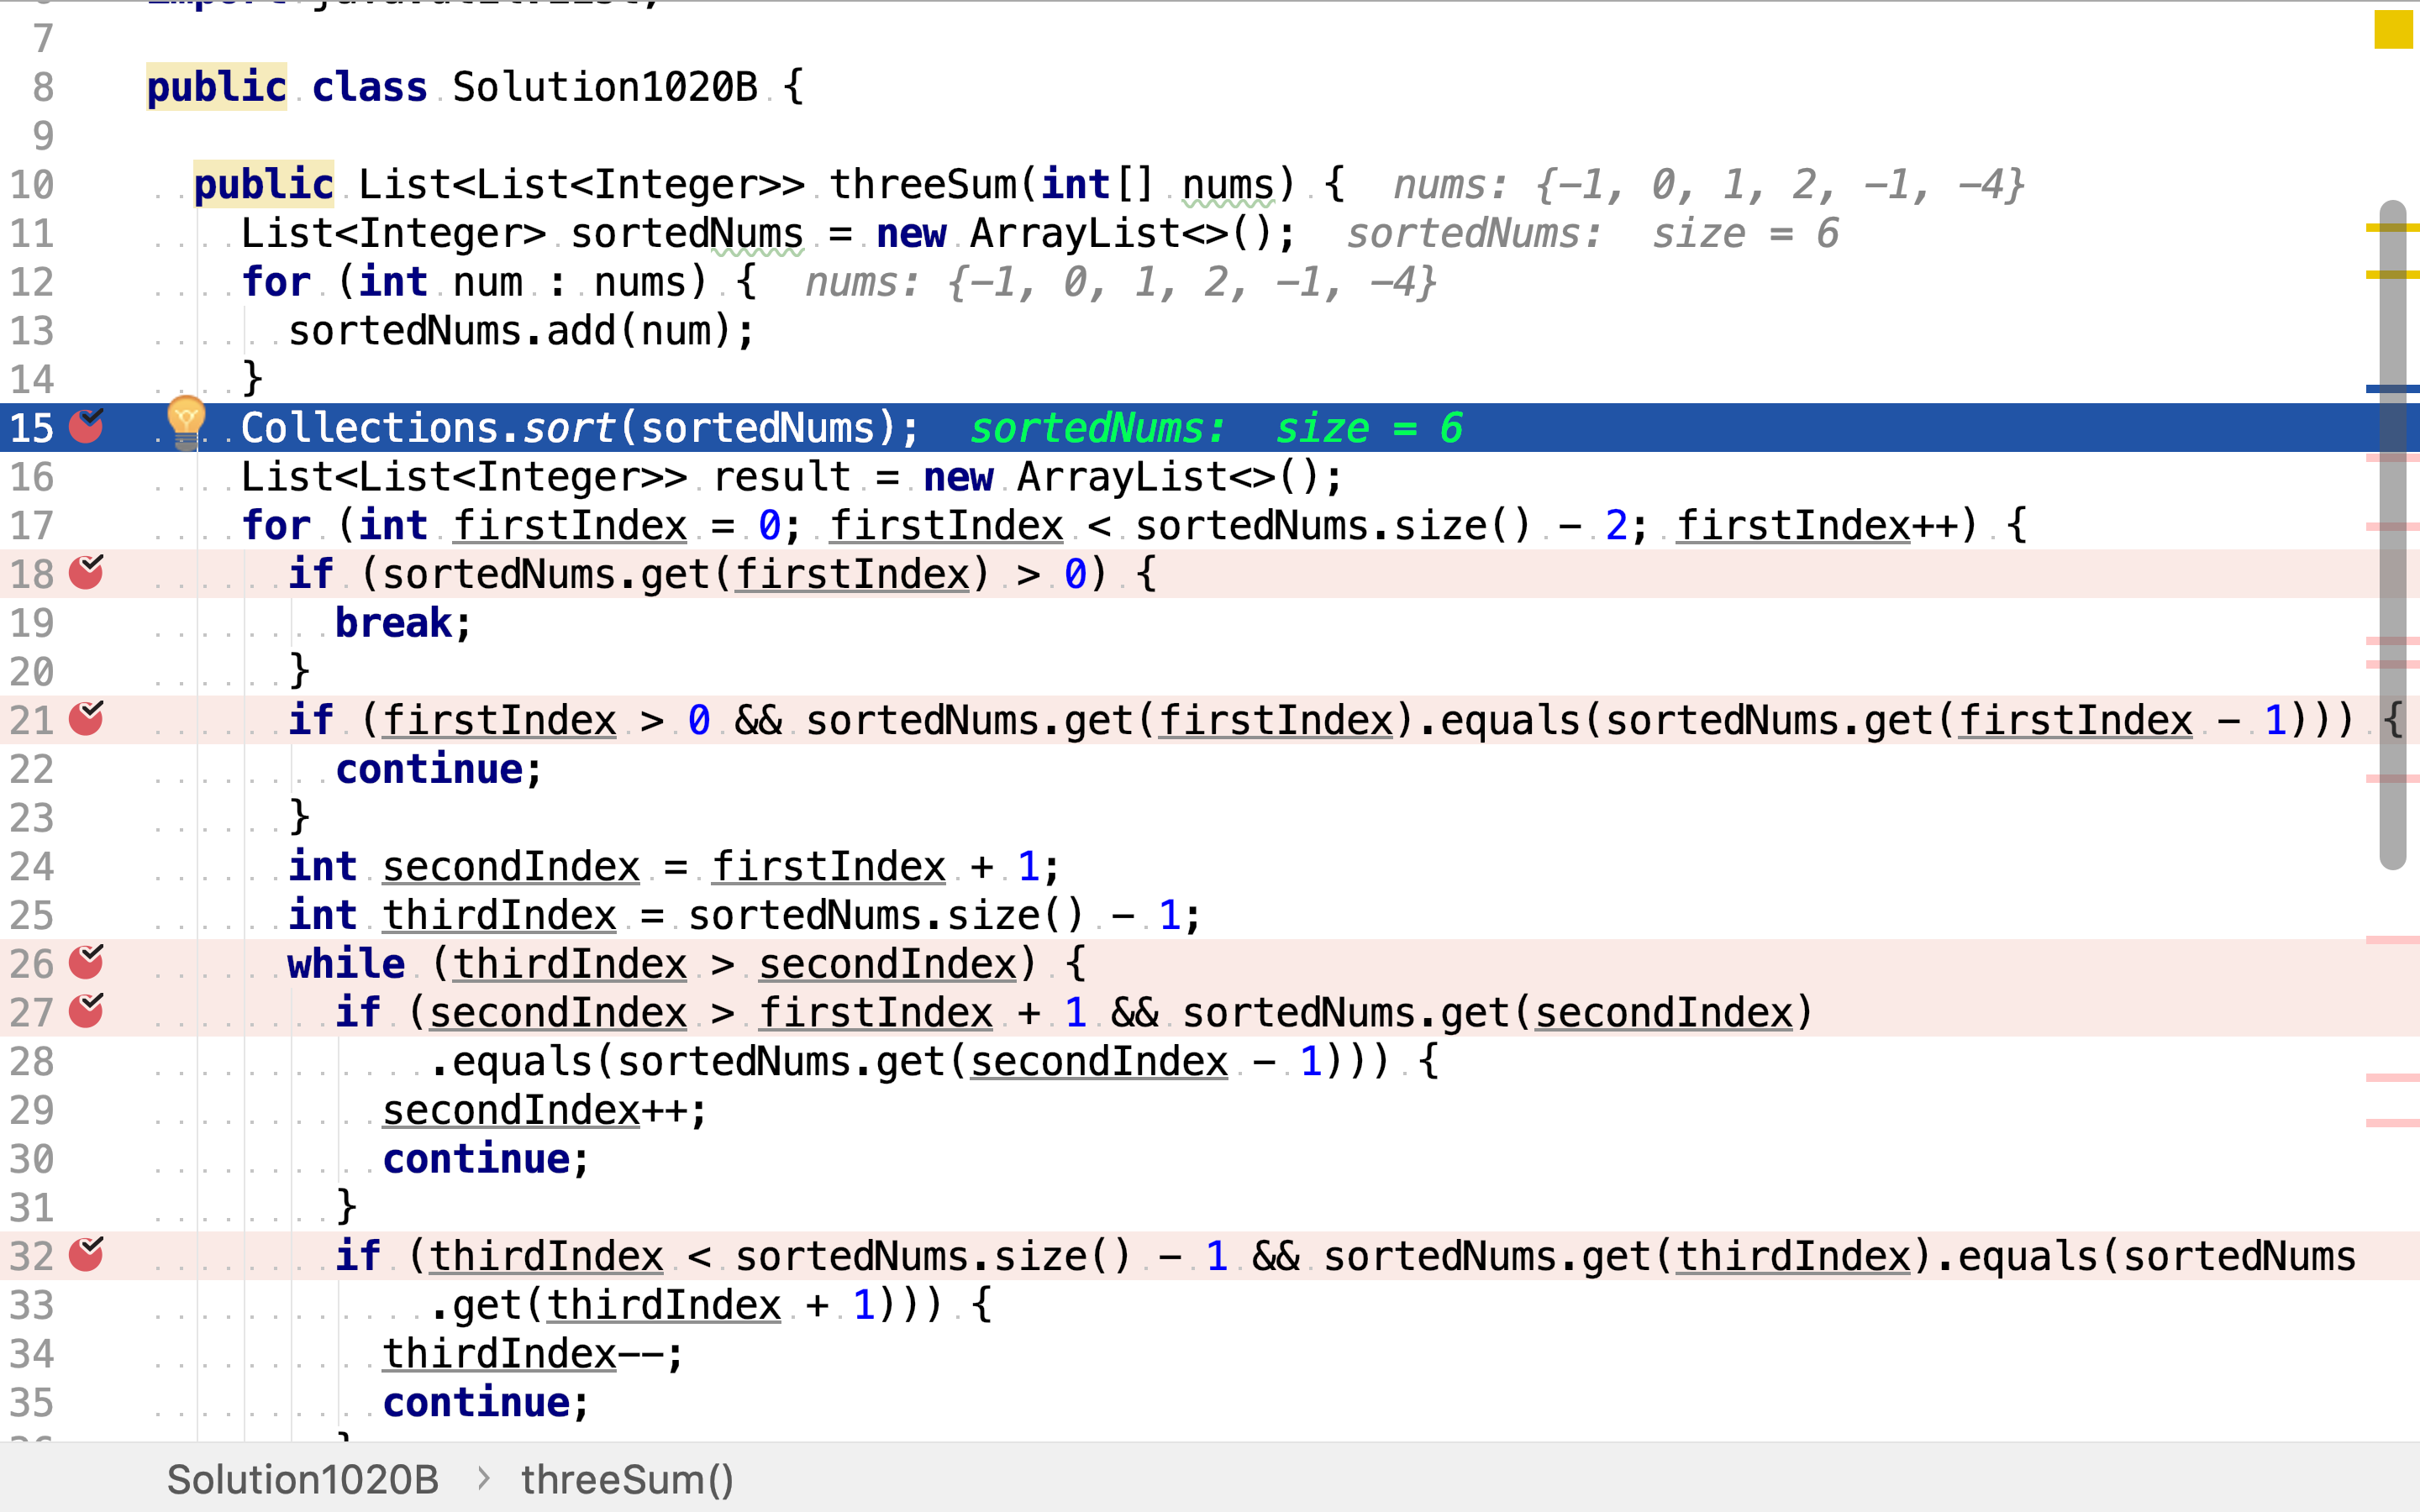 import java.util.List;
7
8 public class Solution1020B {
9
10 public List<List<Integer>> threeSum(int[] nums) { nums: {-1, 0, 1, 2, -1, -4}
11 List<Integer> sortedNums = new ArrayList<>(); sortedNums: size = 6
12 for (int num : nums) { nums: {-1, 0, 1, 2, -1, -4}
13 sortedNums.add(num);
14 }
15 Collections.sort(sortedNums); sortedNums: size = 6
16 List<List<Integer>> result = new ArrayList<>();
17 for (int firstIndex = 0; firstIndex < sortedNums.size() - 2; firstIndex++) {
18 if (sortedNums.get(firstIndex) > 0) {
19 break;
20 }
21 if (firstIndex > 0 && sortedNums.get(firstIndex).equals(sortedNums.get(firstIndex - 1))) {
22 continue;
23 }
24 int secondIndex = firstIndex + 1;
25 int thirdIndex = sortedNums.size() - 1;
26 while (thirdIndex > secondIndex) {
27 if (secondIndex > firstIndex + 1 && sortedNums.get(secondIndex)
28 .equals(sortedNums.get(secondIndex - 1))) {
29 secondIndex++;
30 continue;
31 }
32 if (thirdIndex < sortedNums.size() - 1 && sortedNums.get(thirdIndex).equals(sortedNums
33 .get(thirdIndex + 1))) {
34 thirdIndex--;
35 continue;
36 }
Solution1020B > threeSum()